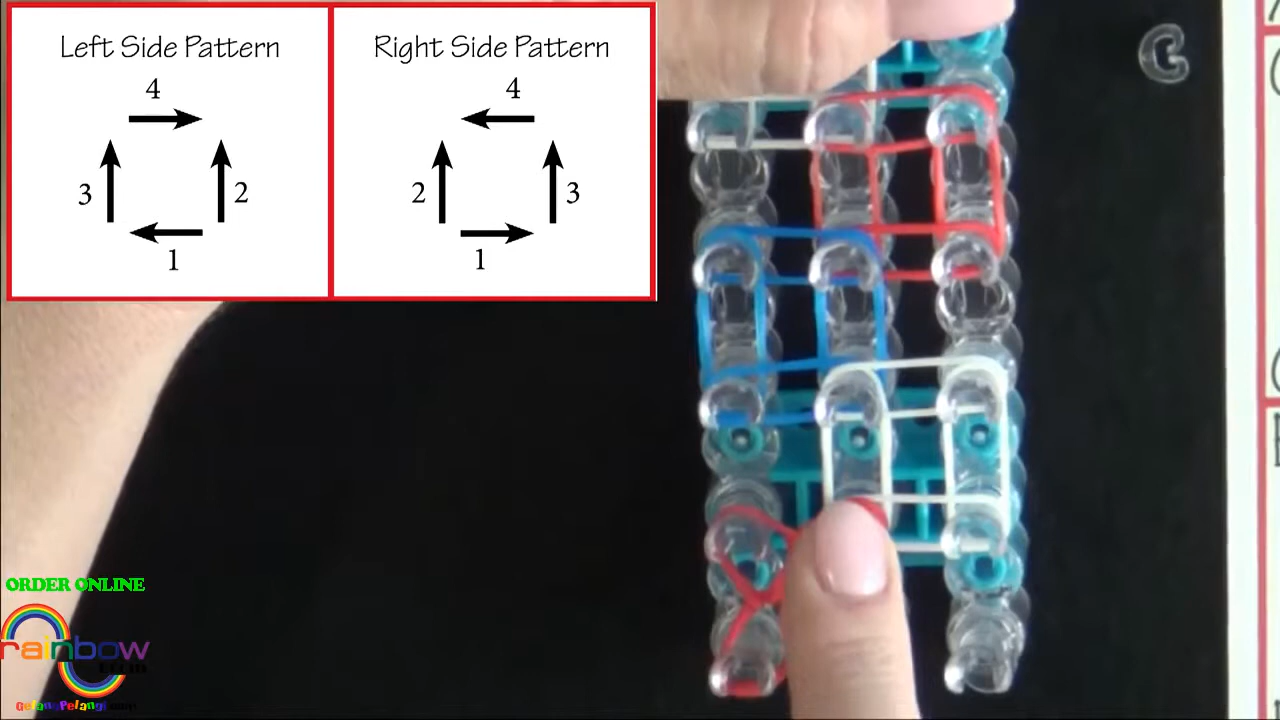 Left Side Pattern
4
3
2
1
Right Side Pattern
4
2
3
1
ORDER ONLINE
rainbow